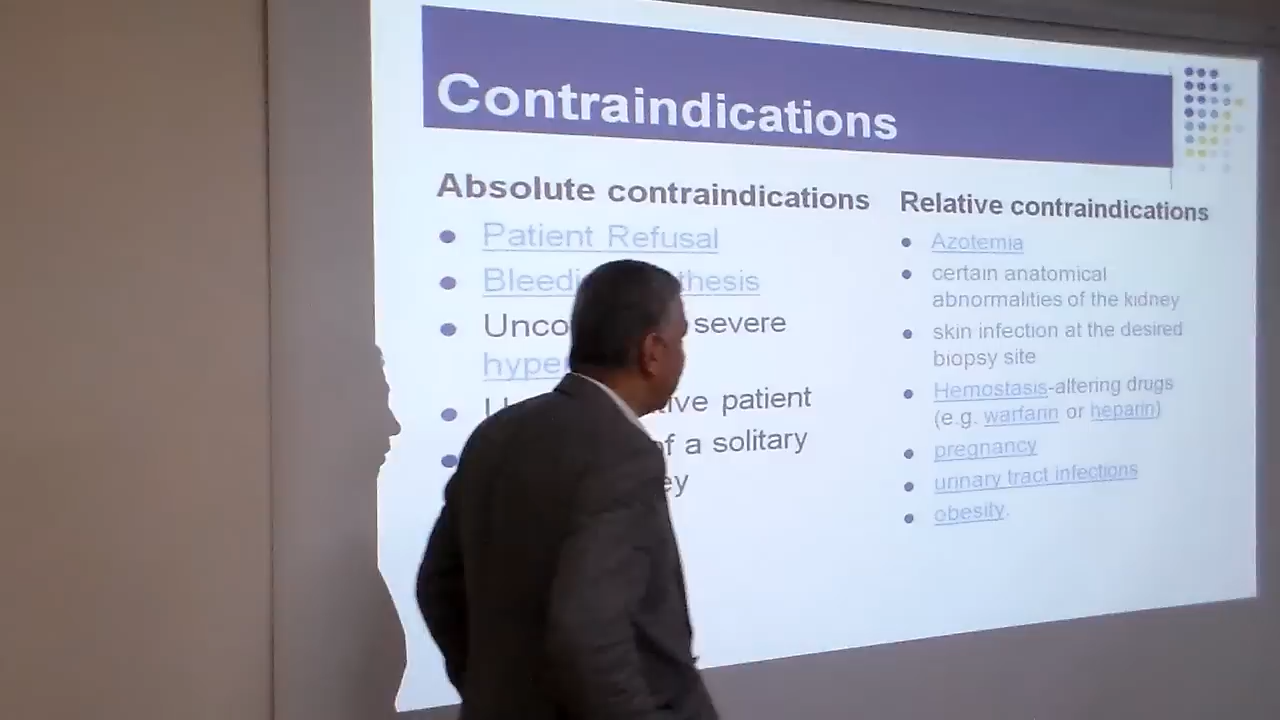 Contraindications
Absolute contraindications
Patient Refusal
Bleedi thesis
Unco severe
hype
ive patient
of a solitary
ey
Relative contraindications
Azotemia
certain anatomical
abnormalities of the kidney
skin infection at the desired
biopsy site
Hemostasis-altering drugs
(e.g. warfarin or heparin)
pregnancy
urinary tract infections
obesity.